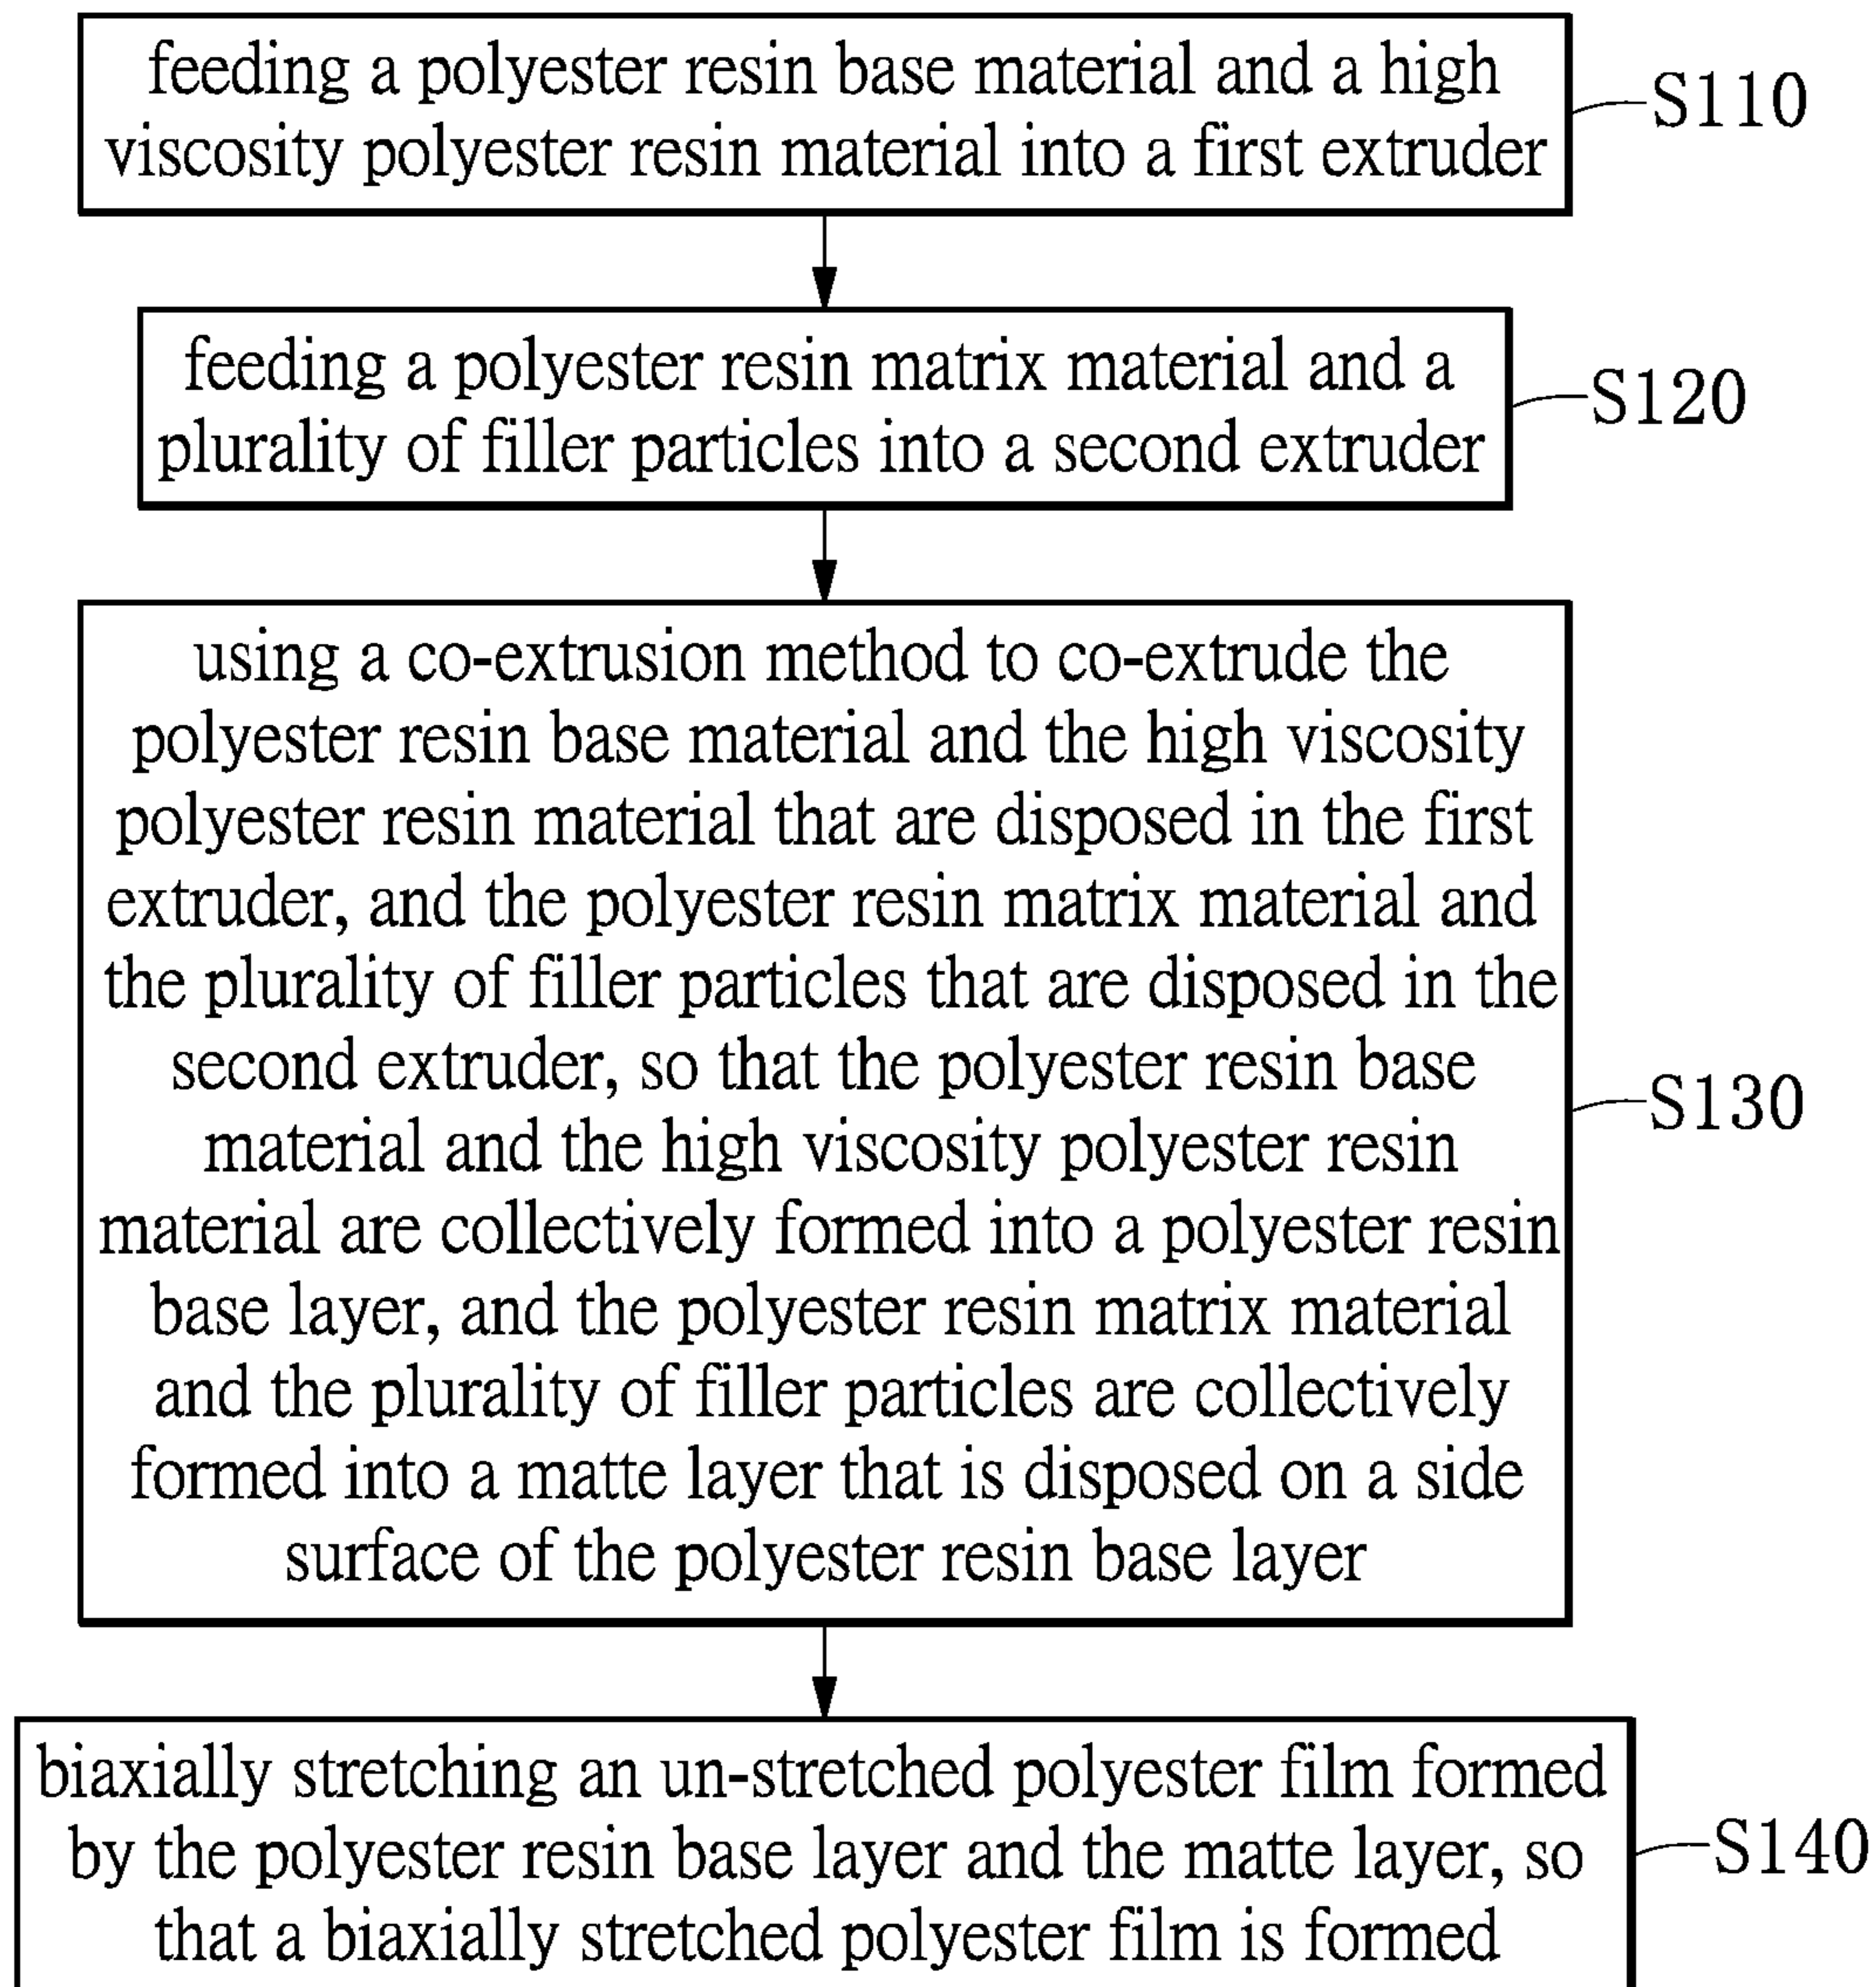 feeding a polyester resin base material and a high
viscosity polyester resin material into a first extruder
S110
feeding a polyester resin matrix material and a
plurality of filler particles into a second extruder
S120
using a co-extrusion method to co-extrude the
polyester resin base material and the high viscosity
polyester resin material that are disposed in the first
extruder, and the polyester resin matrix material and
the plurality of filler particles that are disposed in the
second extruder, so that the polyester resin base
material and the high viscosity polyester resin
material are collectively formed into a polyester resin
base layer, and the polyester resin matrix material
and the plurality of filler particles are collectively
formed into a matte layer that is disposed on a side
surface of the polyester resin base layer
S130
biaxially stretching an un-stretched polyester film formed
by the polyester resin base layer and the matte layer, so
that a biaxially stretched polyester film is formed
S140